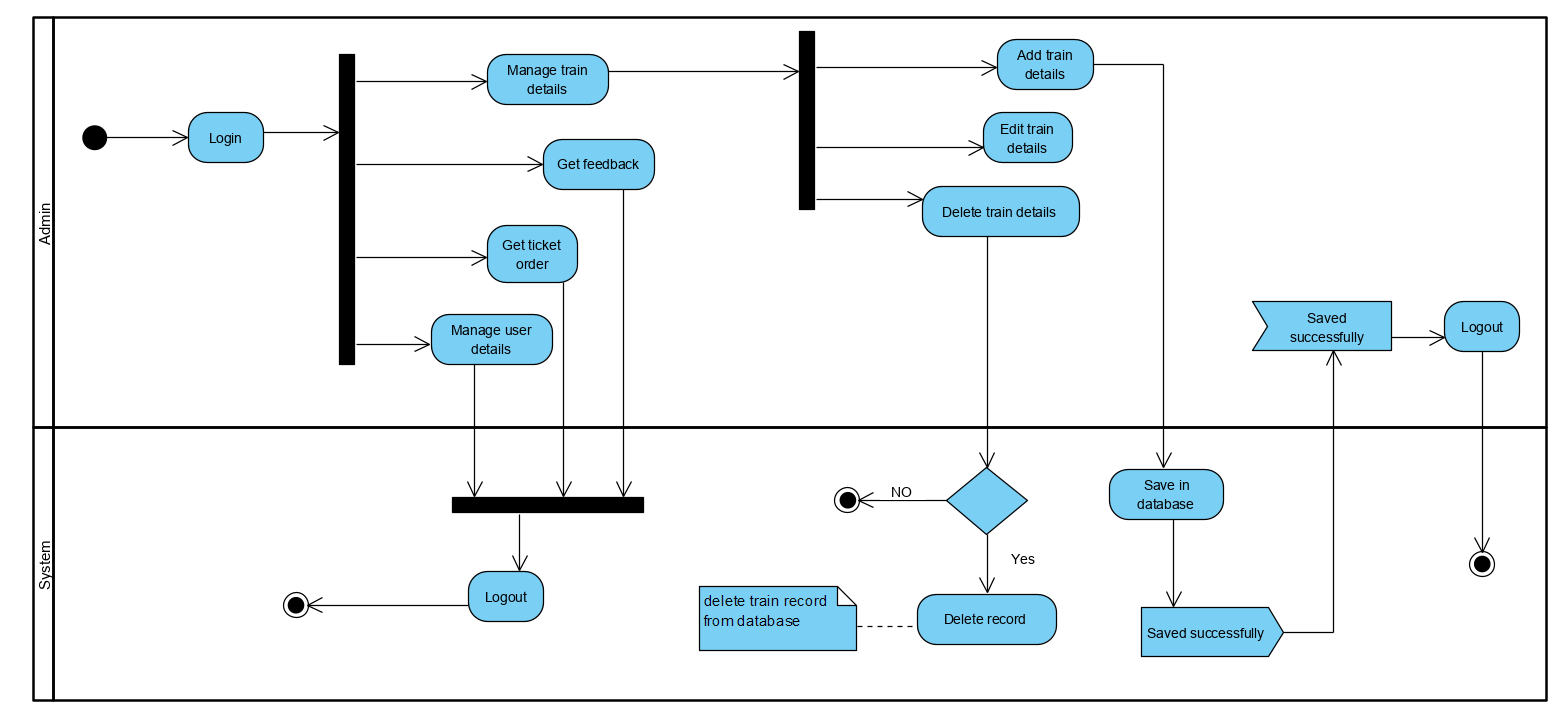 Admin
Login
Manage train
details
Get feedback
Get ticket
order
Manage user
details
Add train
details
Edit train
details
Delete train details
Saved
successfully
Logout
System
Logout
NO
Yes
delete train record
from database
Delete record
Save in
database
Saved successfully